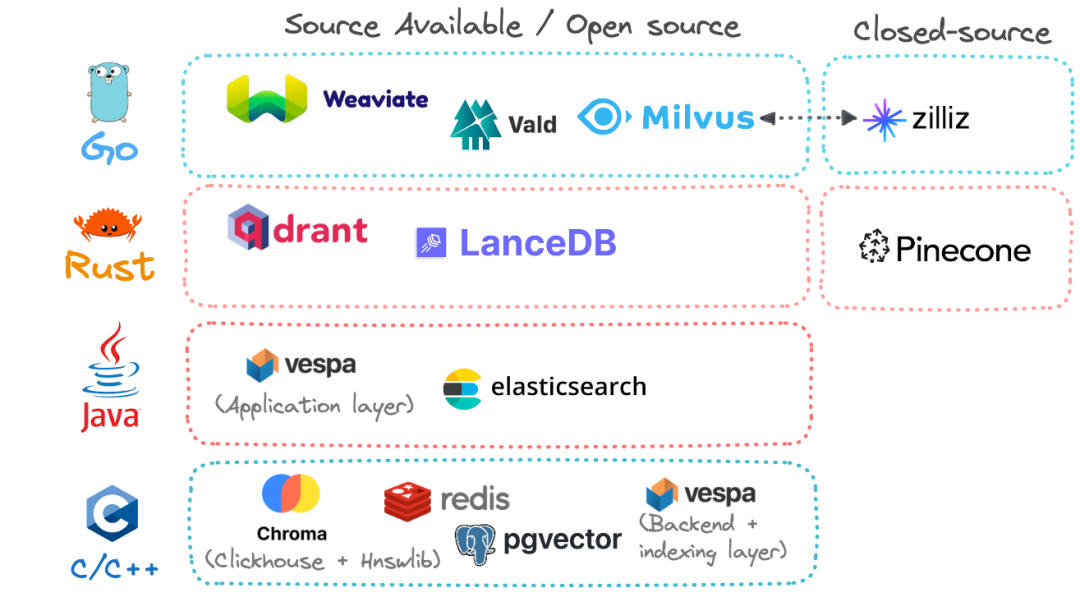 Source Available / Open source
Closed-source
Go
Weaviate
Vald
Milvus
zilliz
Rust
qdrant
LanceDB
Pinecone
Java
vespa
(Application layer)
elasticsearch
C
C/C++
Chroma
(Clickhouse + Hnswlib)
redis
pgvector
vespa
(Backend +
indexing layer)